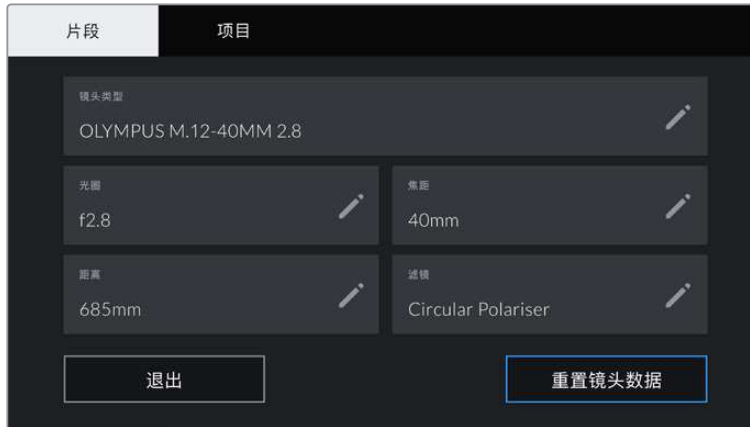 片段 项目
镜头类型
OLYMPUS M.12-40MM 2.8
光圈 焦距
f2.8 40mm
距离 滤镜
685mm Circular Polariser
退出 重置镜头数据